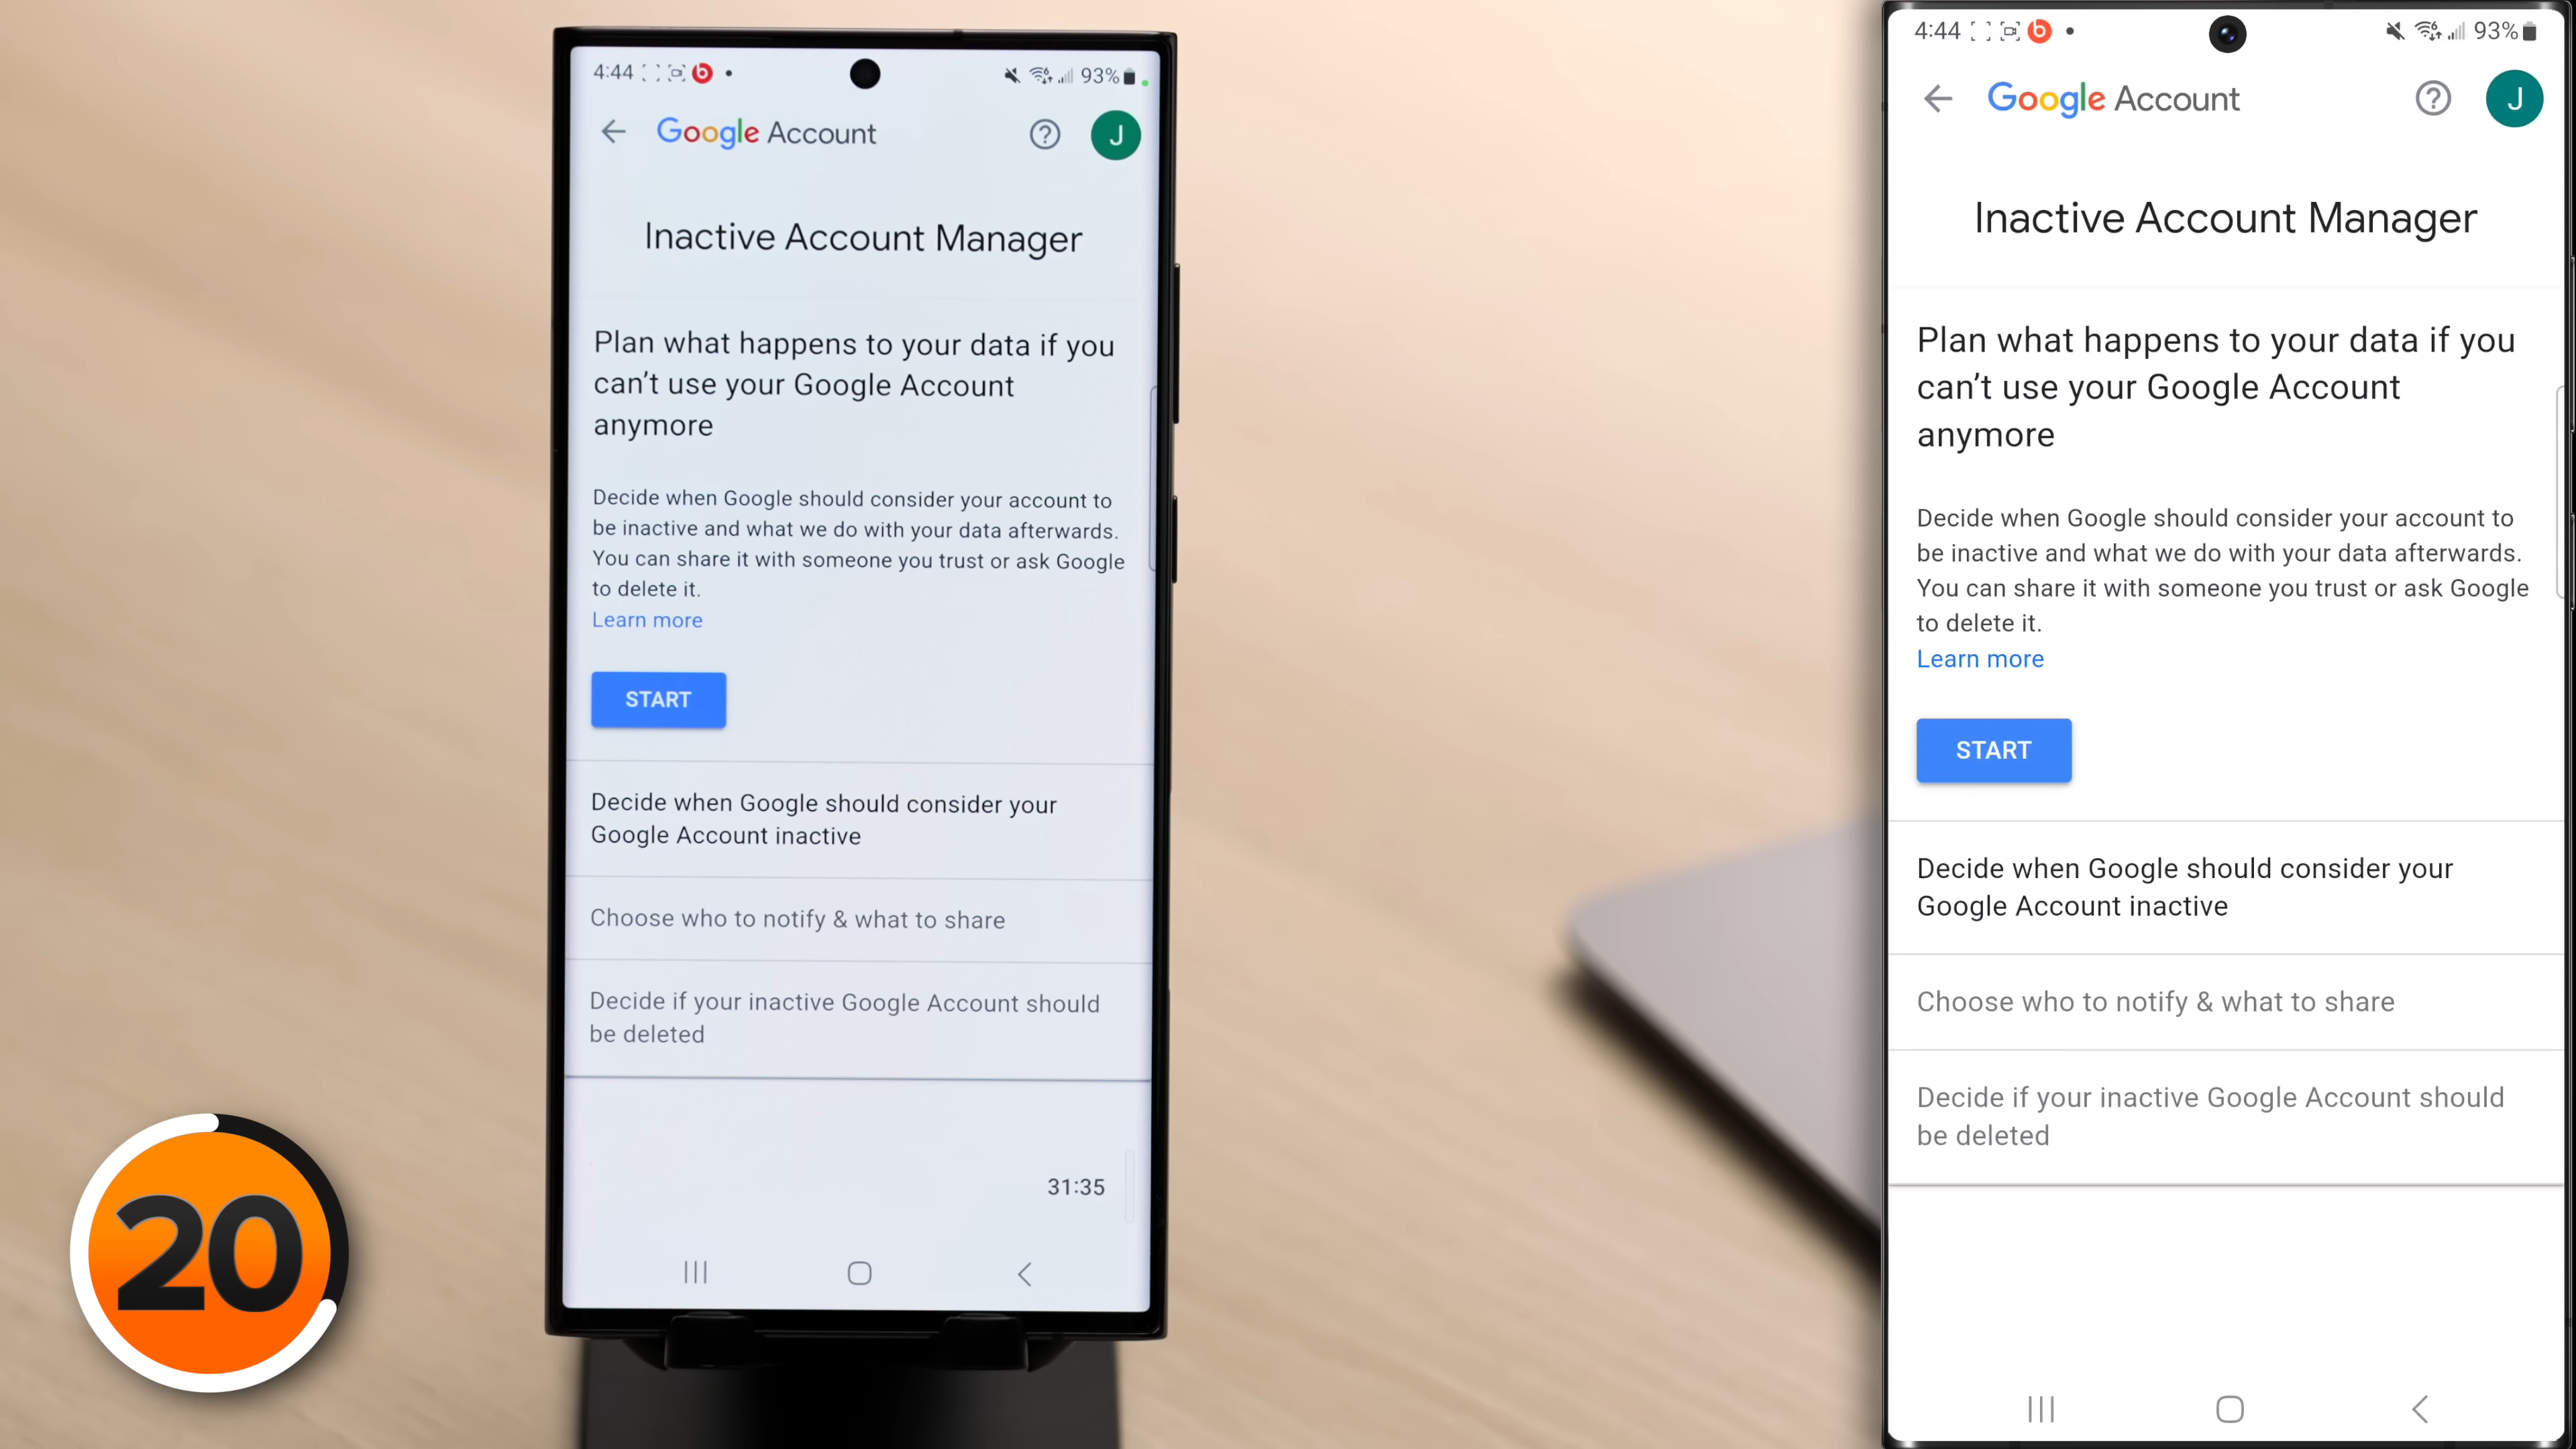 4:44
93%
Google Account
J
Inactive Account Manager
Plan what happens to your data if you
can't use your Google Account
anymore
Decide when Google should consider your account to
be inactive and what we do with your data afterwards.
You can share it with someone you trust or ask Google
to delete it.
Learn more
START
Decide when Google should consider your
Google Account inactive
Choose who to notify & what to share
Decide if your inactive Google Account should
be deleted
31:35
20
4:44
93%
Google Account
J
Inactive Account Manager
Plan what happens to your data if you
can't use your Google Account
anymore
Decide when Google should consider your account to
be inactive and what we do with your data afterwards.
You can share it with someone you trust or ask Google
to delete it.
Learn more
START
Decide when Google should consider your
Google Account inactive
Choose who to notify & what to share
Decide if your inactive Google Account should
be deleted